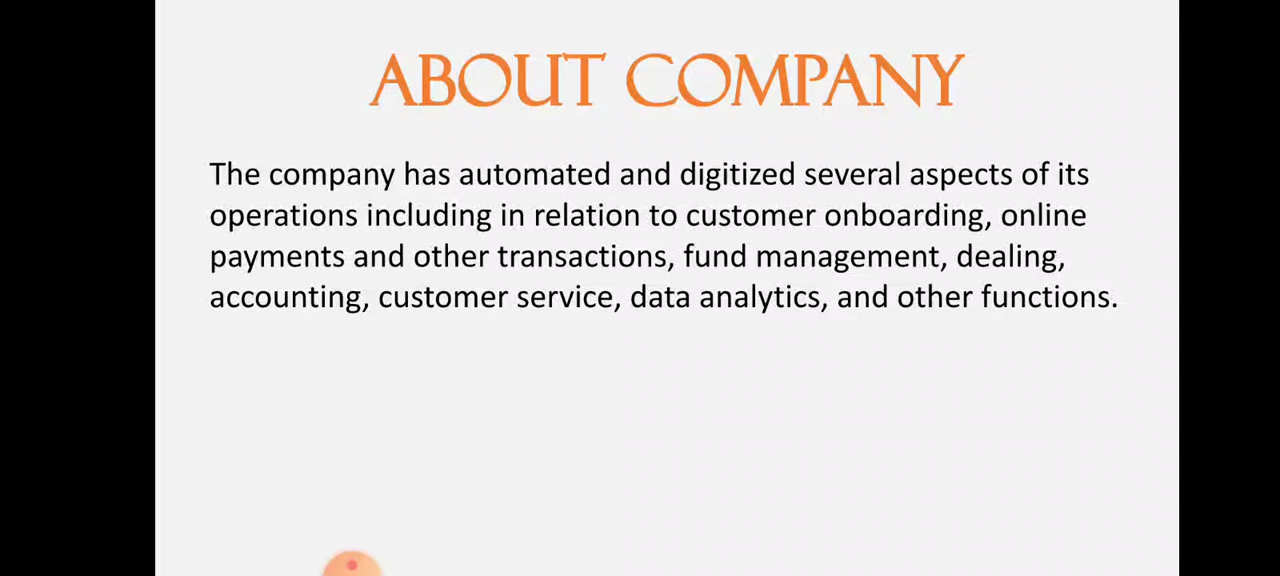 ABOUT COMPANY
The company has automated and digitized several aspects of its
operations including in relation to customer onboarding, online
payments and other transactions, fund management, dealing,
accounting, customer service, data analytics, and other functions.